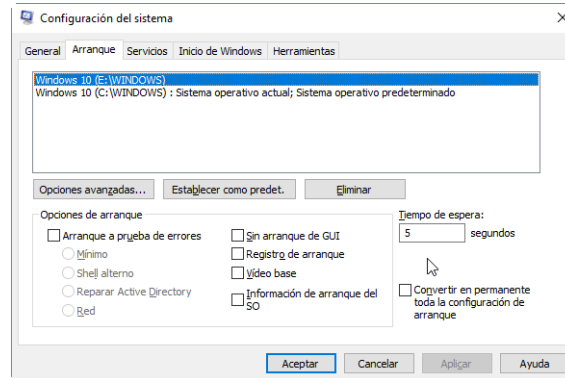 Configuración del sistema
General Arranque Servicios Inicio de Windows Herramientas
Windows 10 (E:\WINDOWS)
Windows 10 (C:\WINDOWS) : Sistema operativo actual; Sistema operativo predeterminado
Opciones avanzadas... Establecer como predet. Eliminar
Opciones de arranque
Arranque a prueba de errores
Mínimo
Shell alterno
Reparar Active Directory
Red
Sin arranque de GUI
Registro de arranque
Vídeo base
Información de arranque del
SO
Tiempo de espera:
5 segundos
Convertir en permanente
toda la configuración de
arranque
Aceptar Cancelar Aplicar Ayuda